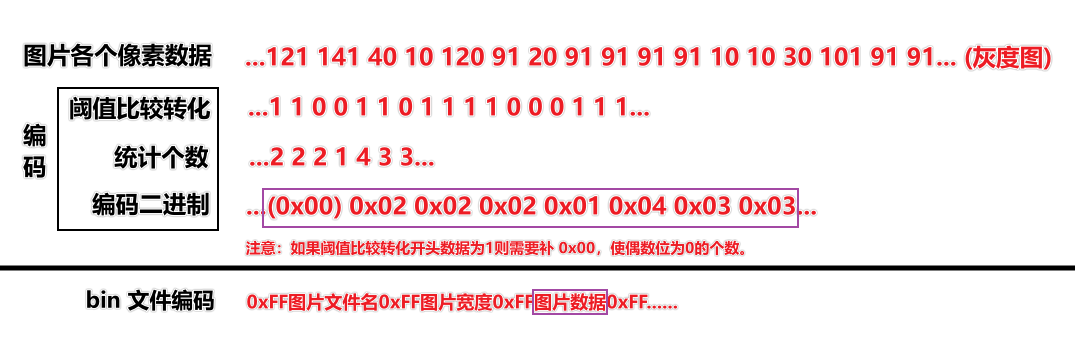 图片各个像素数据 ...121 141 40 10 120 91 20 91 91 91 91 10 10 30 101 91 91... (灰度图)
编码
阈值比较转化 ...1 1 0 0 1 1 0 1 1 1 1 0 0 0 1 1 1...
统计个数 ...2 2 2 1 4 3 3...
编码二进制 ...(0x00) 0x02 0x02 0x02 0x01 0x04 0x03 0x03...
注意：如果阈值比较转化开头数据为1则需要补 0x00，使偶数位为0的个数。
bin 文件编码 0xFF图片文件名0xFF图片宽度0xFF图片数据0xFF......